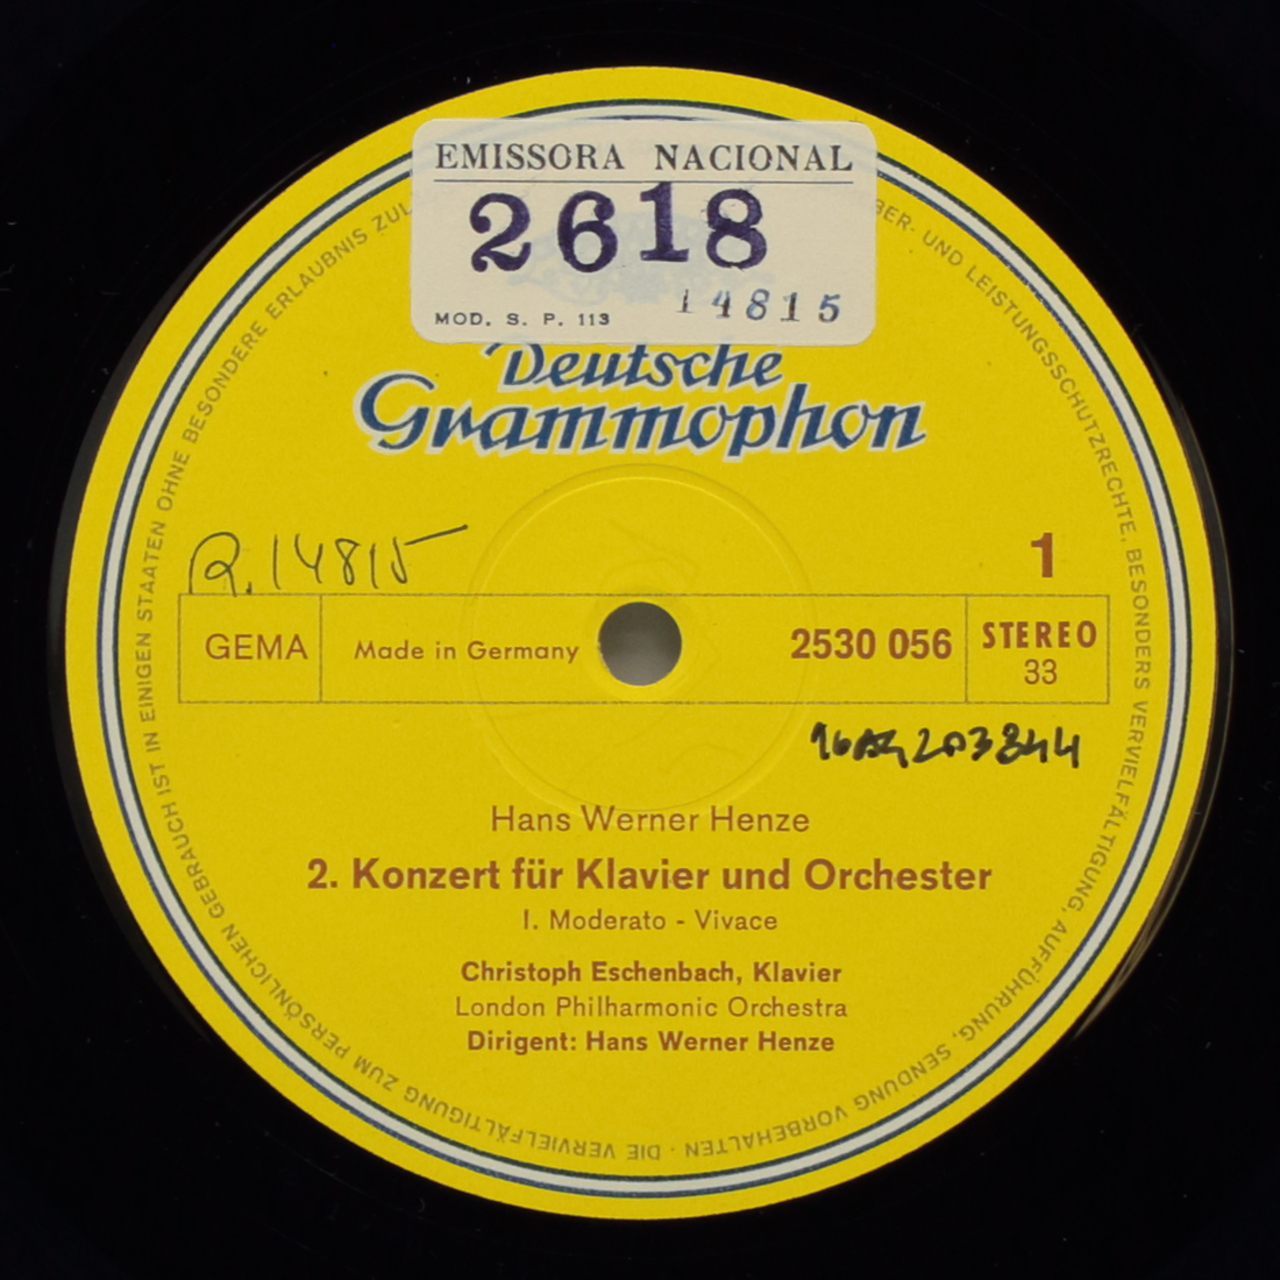 EMISSORA NACIONAL
2618
14815
MOD. S. P. 113
Deutsche
Grammophon
R.14815
1
GEMA
Made in Germany
2530 056
STEREO
33
Hans Werner Henze
2. Konzert für Klavier und Orchester
I. Moderato - Vivace
Christoph Eschenbach, Klavier
London Philharmonic Orchestra
Dirigent: Hans Werner Henze
BER- UND LEISTUNGSSCHUTZRECHTE, BESONDERS VERVIELFÄLTIGUNG, AUFFÜHRUNG, SENDUNG VORBEHALTEN · DIE VERVIELFÄLTIGUNG ZUM PERSÖNLICHEN GEBRAUCH IST IN EINIGEN STAATEN OHNE BESONDERE ERLAUBNIS ZUL